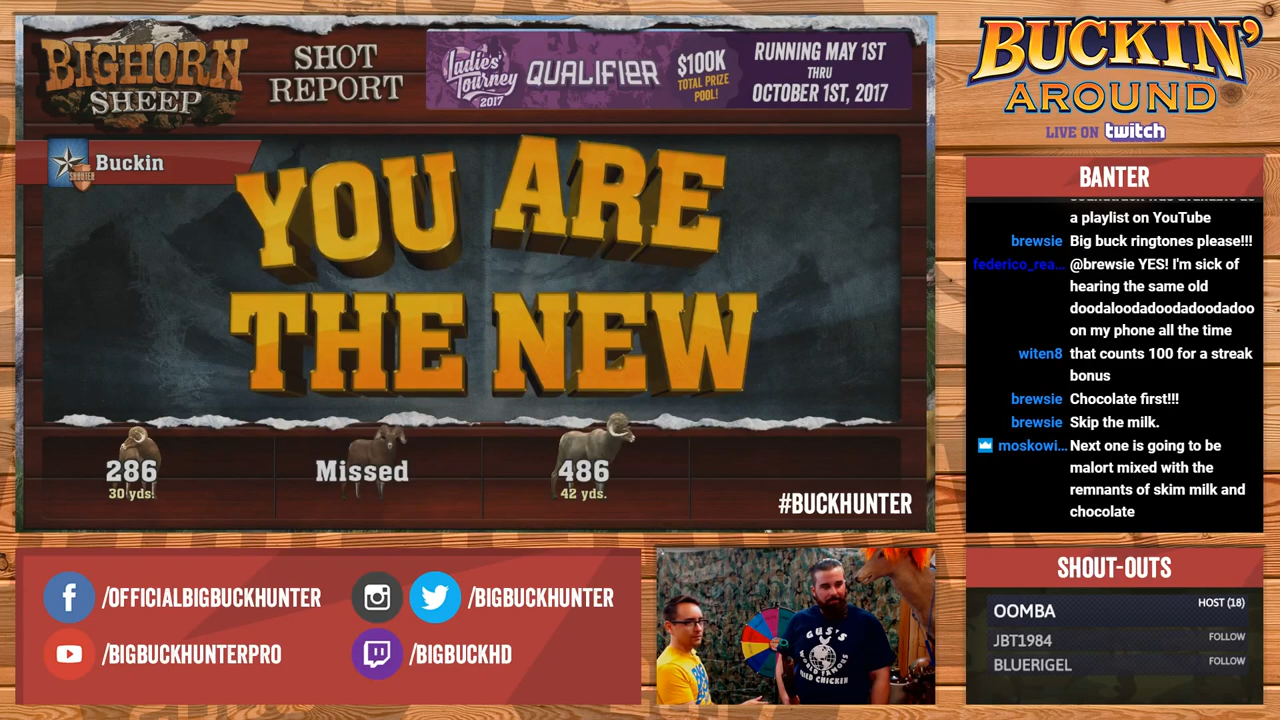 BIGHORN
SHEEP
SHOT
REPORT
Ladies'
Tourney
2017
QUALIFIER
$100K
TOTAL PRIZE
POOL!
RUNNING MAY 1ST
THRU
OCTOBER 1ST, 2017
BUCKIN'
AROUND
LIVE ON twitch
SHOOTER
Buckin
YOU ARE
THE NEW
286
30 yds.
Missed
486
42 yds.
#BUCKHUNTER
BANTER
a playlist on YouTube
brewsie Big buck ringtones please!!!
federico_rea... @brewsie YES! I'm sick of
hearing the same old
doodaloodadoodadoodadoo
on my phone all the time
witen8 that counts 100 for a streak
bonus
brewsie Chocolate first!!!
brewsie Skip the milk.
moskowi... Next one is going to be
malort mixed with the
remnants of skim milk and
chocolate
/OFFICIALBIGBUCKHUNTER
/BIGBUCKHUNTER
/BIGBUCKHUNTERPRO
/BIGBUCKHD
GUS'S
WORLD FAMOUS
FRIED CHICKEN
SHOUT-OUTS
OOMBA HOST (18)
JBT1984 FOLLOW
BLUERIGEL FOLLOW